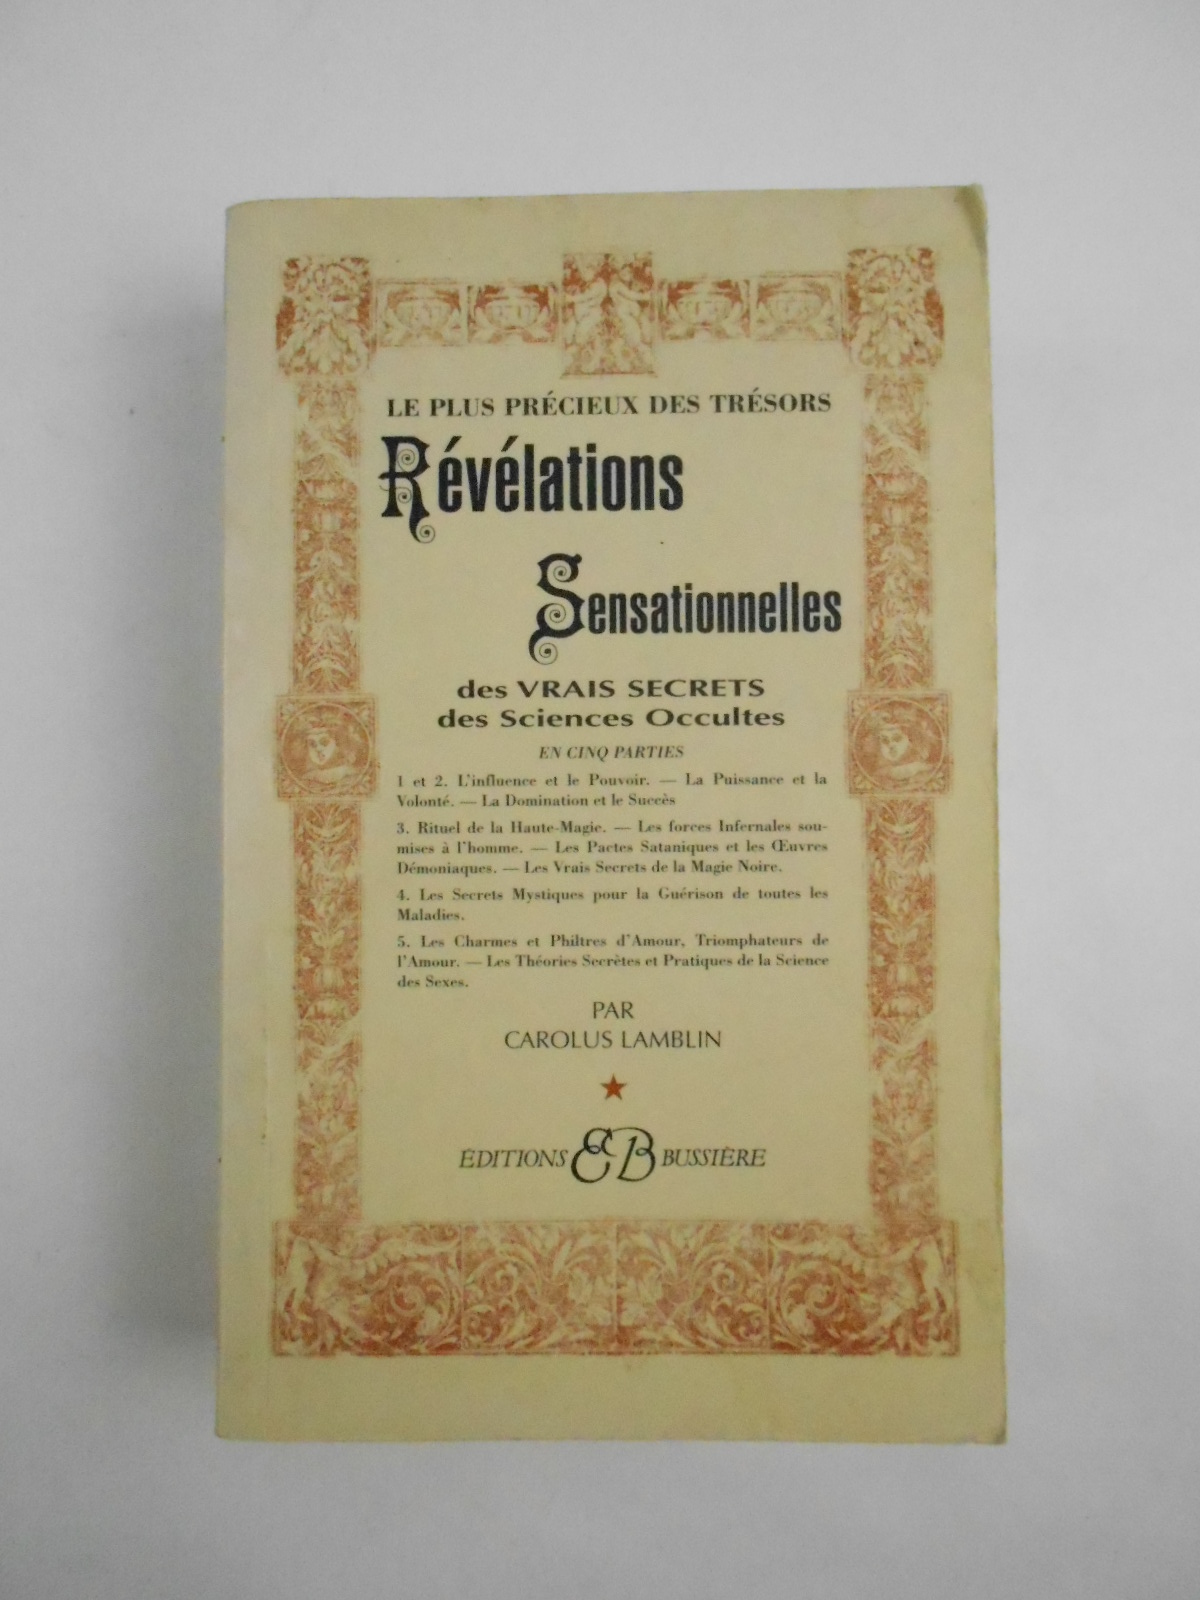 LE PLUS PRÉCIEUX DES TRÉSORS
Révélations
Sensationnelles
des VRAIS SECRETS
des Sciences Occultes
EN CINQ PARTIES
1 et 2. L'influence et le Pouvoir. — La Puissance et la
Volonté. — La Domination et le Succès
3. Rituel de la Haute-Magie. — Les forces Infernales sou-
mises à l'homme. — Les Pactes Sataniques et les Œuvres
Démoniaques. — Les Vrais Secrets de la Magie Noire.
4. Les Secrets Mystiques pour la Guérison de toutes les
Maladies.
5. Les Charmes et Philtres d'Amour, Triomphateurs de
l'Amour. — Les Théories Secrètes et Pratiques de la Science
des Sexes.
PAR
CAROLUS LAMBLIN
EDITIONS EB BUSSIÈRE